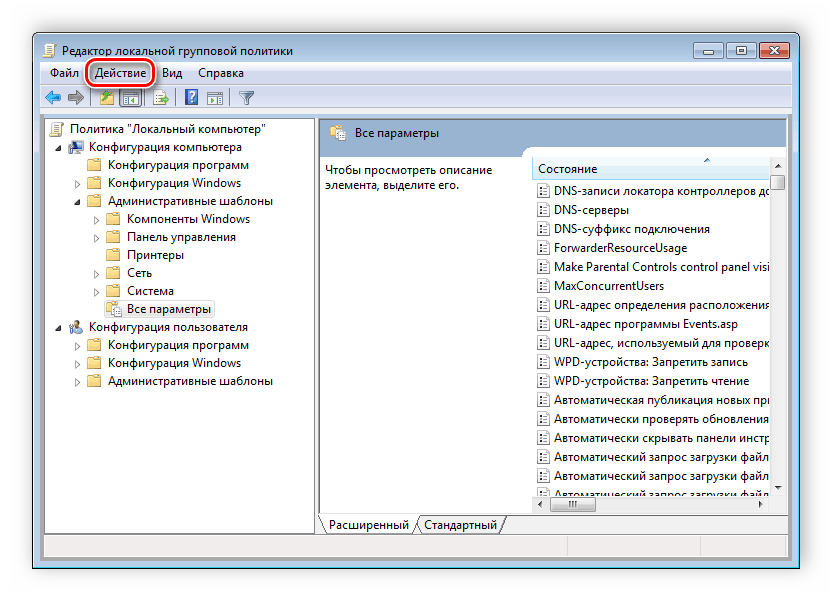 Редактор локальной групповой политики
Файл Действие Вид Справка
Политика "Локальный компьютер"
Конфигурация компьютера
Конфигурация программ
Конфигурация Windows
Административные шаблоны
Компоненты Windows
Панель управления
Принтеры
Сеть
Система
Все параметры
Конфигурация пользователя
Конфигурация программ
Конфигурация Windows
Административные шаблоны
Все параметры
Чтобы просмотреть описание
элемента, выделите его.
Состояние
DNS-записи локатора контроллеров до
DNS-серверы
DNS-суффикс подключения
ForwarderResourceUsage
Make Parental Controls control panel visi
MaxConcurrentUsers
URL-адрес определения расположения
URL-адрес программы Events.asp
URL-адрес, используемый для проверк
WPD-устройства: Запретить запись
WPD-устройства: Запретить чтение
Автоматическая публикация новых при
Автоматически проверять обновления
Автоматически скрывать панели инстр
Автоматический запрос загрузки файл
Автоматический запрос загрузки файл
Автоматический запрос загрузки файл
Расширенный Стандартный